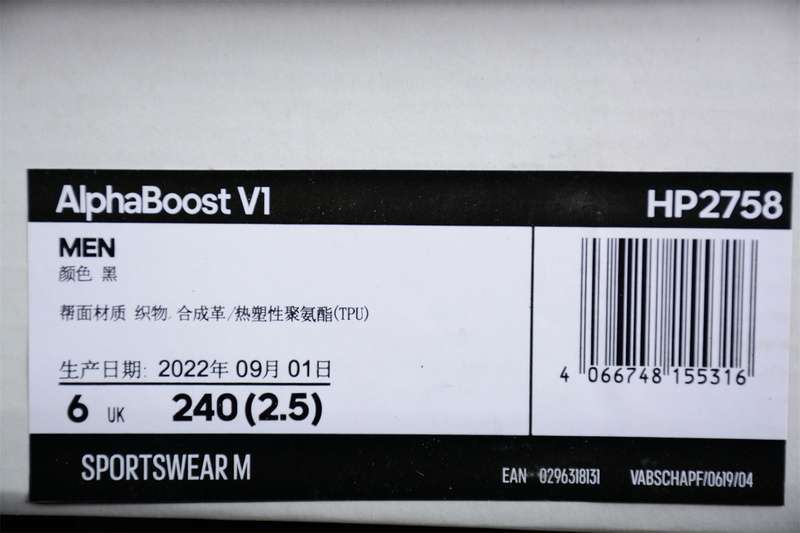 AlphaBoost V1 HP2758
MEN
颜色 黑
帮面材质 织物. 合成革/热塑性聚氨酯(TPU)
生产日期: 2022年 09月 01日
6 UK 240(2.5)
4 066748 155316
SPORTSWEAR M
EAN 0296318131 VABSCHAPF/0619/04